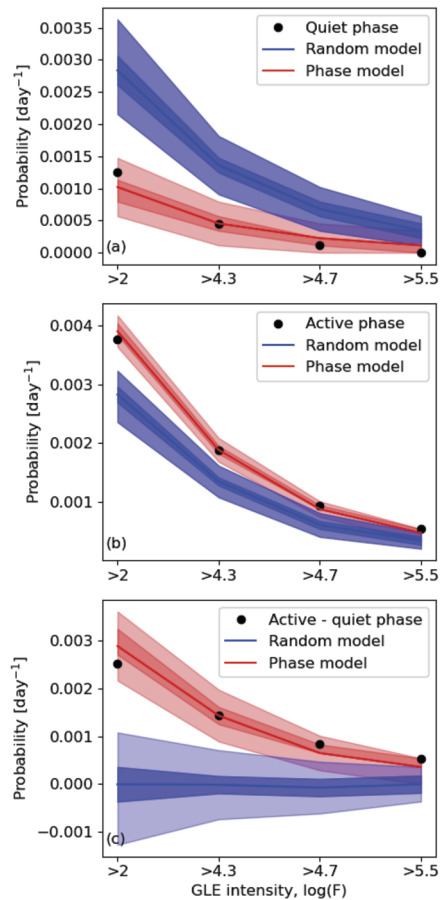 0.0035
0.0030
0.0025
0.0020
0.0015
0.0010
0.0005
0.0000
Probability [day⁻¹]
Quiet phase
Random model
Phase model
(a)
>2 >4.3 >4.7 >5.5
0.004
0.003
0.002
0.001
Probability [day⁻¹]
Active phase
Random model
Phase model
(b)
>2 >4.3 >4.7 >5.5
0.003
0.002
0.001
0.000
−0.001
Probability [day⁻¹]
Active - quiet phase
Random model
Phase model
(c)
>2 >4.3 >4.7 >5.5
GLE intensity, log(F)